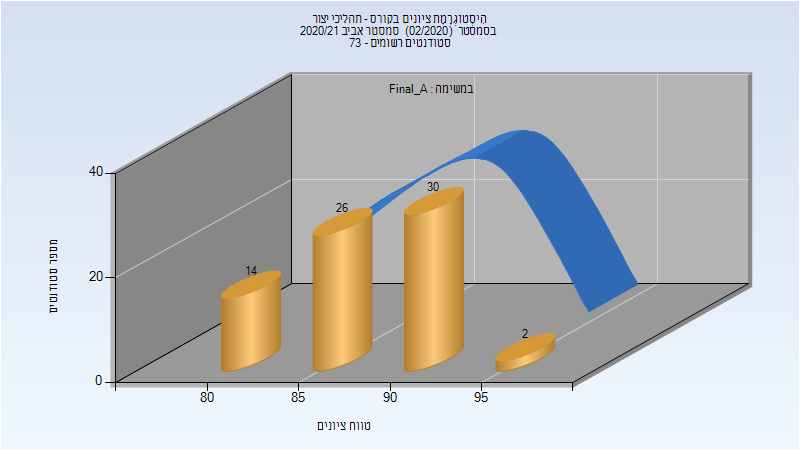 היסטוגרמת ציונים בקורס - תהליכי יצור
בסמסטר (02/2020) סמסטר אביב 2020/21
סטודנטים רשומים - 73
במשימה : Final_A
40
20
0
מספר סטודנטים
14
26
30
2
80
85
90
95
טווח ציונים